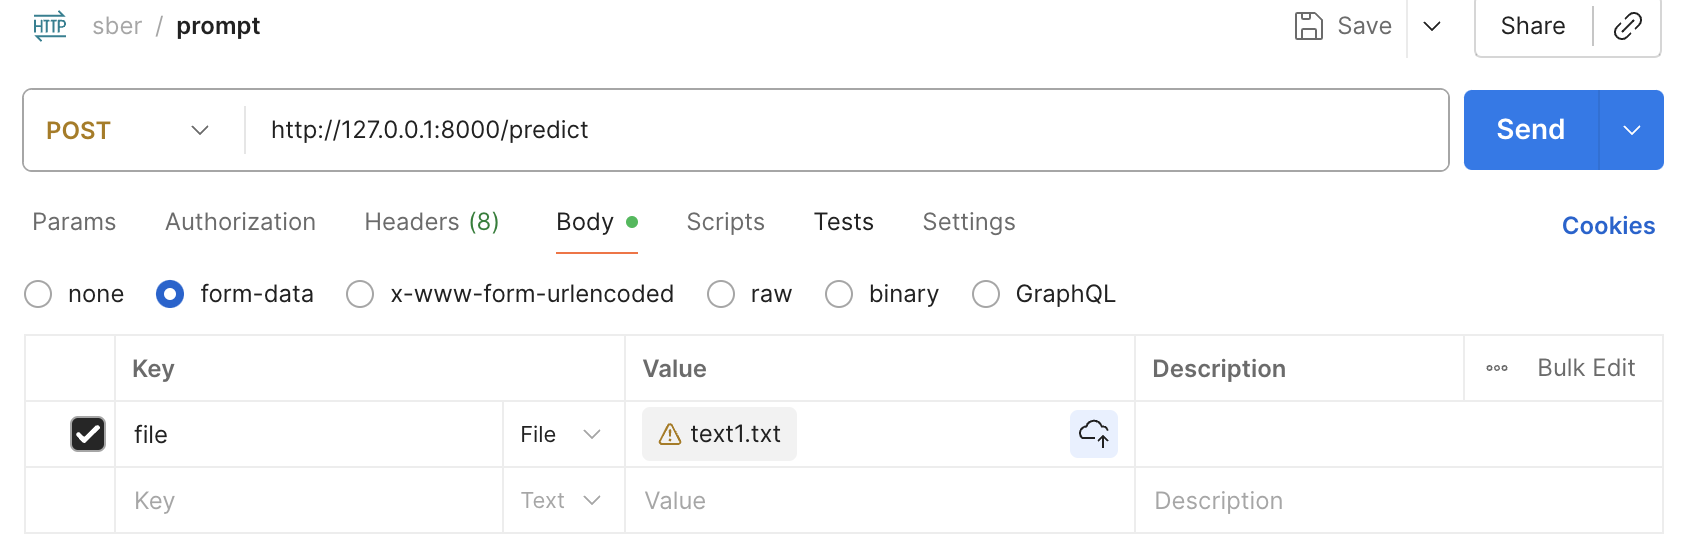 HTTP sber / prompt Save Share
POST http://127.0.0.1:8000/predict Send
Params Authorization Headers (8) Body Scripts Tests Settings Cookies
none form-data x-www-form-urlencoded raw binary GraphQL
Key Value Description Bulk Edit
file File text1.txt
Key Text Value Description